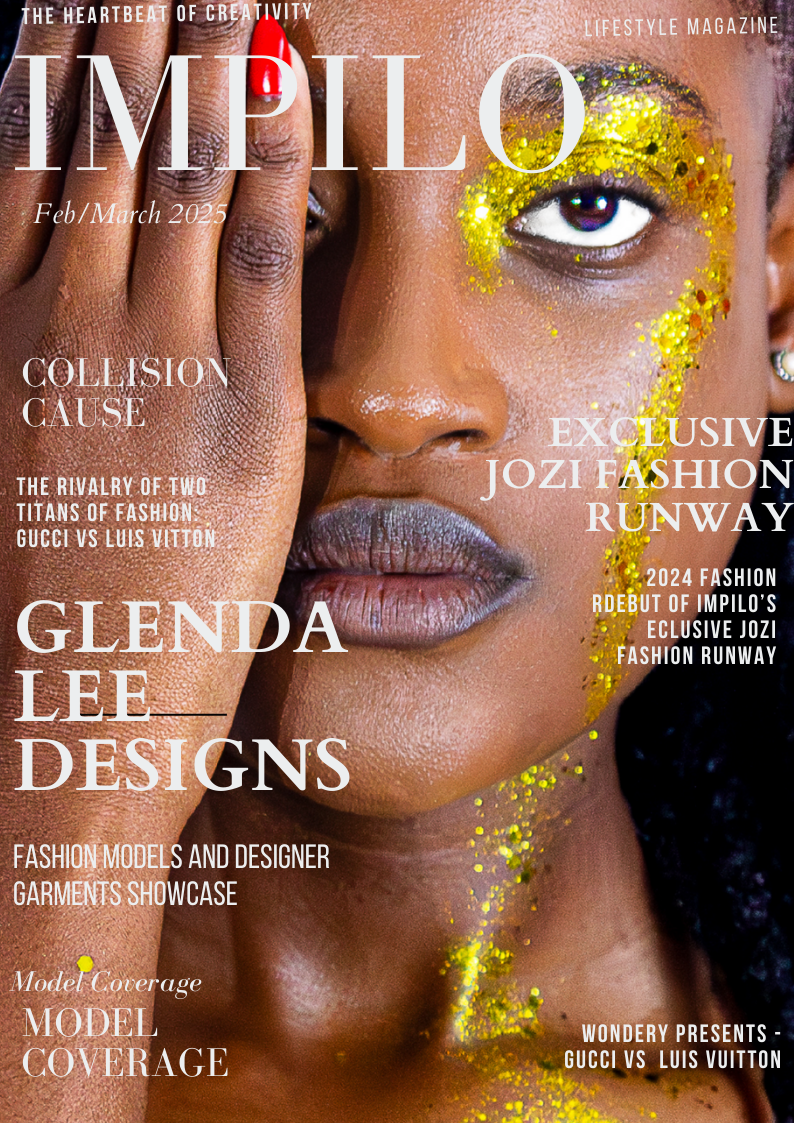 THE HEARTBEAT OF CREATIVITY
LIFESTYLE MAGAZINE
IMPILO
Feb/March 2025
COLLISION
CAUSE
THE RIVALRY OF TWO
TITANS OF FASHION-
GUCCI VS LUIS VITTON
EXCLUSIVE
JOZI FASHION
RUNWAY
2024 FASHION
RDEBUT OF IMPILO'S
ECLUSIVE JOZI
FASHION RUNWAY
GLENDA
LEE
DESIGNS
FASHION MODELS AND DESIGNER
GARMENTS SHOWCASE
Model Coverage
MODEL
COVERAGE
WONDERY PRESENTS -
GUCCI VS LUIS VUITTON